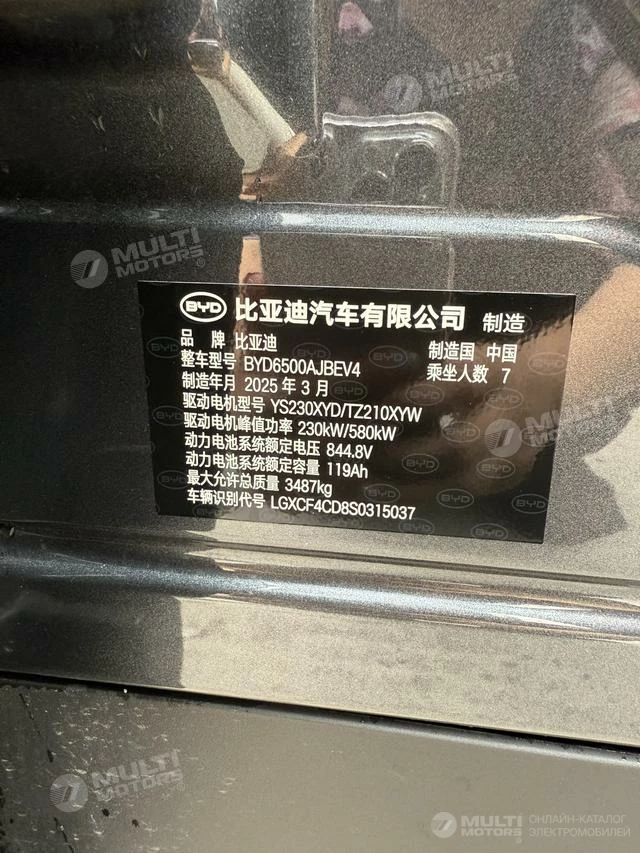 MULTI
MOTORS
MULTI
MOTORS®
BYD 比亚迪汽车有限公司 制造
品 牌 比亚迪
制造国 中国
整车型号 BYD6500AJBEV4
乘坐人数 7
制造年月 2025 年 3 月
驱动电机型号 YS230XYD/TZ210XYW
驱动电机峰值功率 230kW/580kW
动力电池系统额定电压 844.8V
动力电池系统额定容量 119Ah
最大允许总质量 3487kg
车辆识别代号 LGXCF4CD8S0315037
MULTI
MOTORS
MULTI
MOTORS
MULTI
MOTORS®
ОНЛАЙН-КАТАЛОГ
ЭЛЕКТРОМОБИЛЕЙ